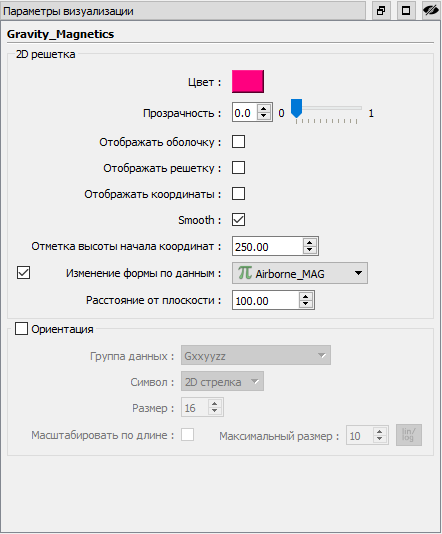 Параметры визуализации
Gravity_Magnetics
2D решетка
Цвет :
Прозрачность : 0.0 0 1
Отображать оболочку :
Отображать решетку :
Отображать координаты :
Smooth :
Отметка высоты начала координат : 250.00
Изменение формы по данным : π Airborne_MAG
Расстояние от плоскости : 100.00
Ориентация
Группа данных : Gxxyyzz
Символ : 2D стрелка
Размер : 16
Масштабировать по длине : Максимальный размер : 10 lin/
log